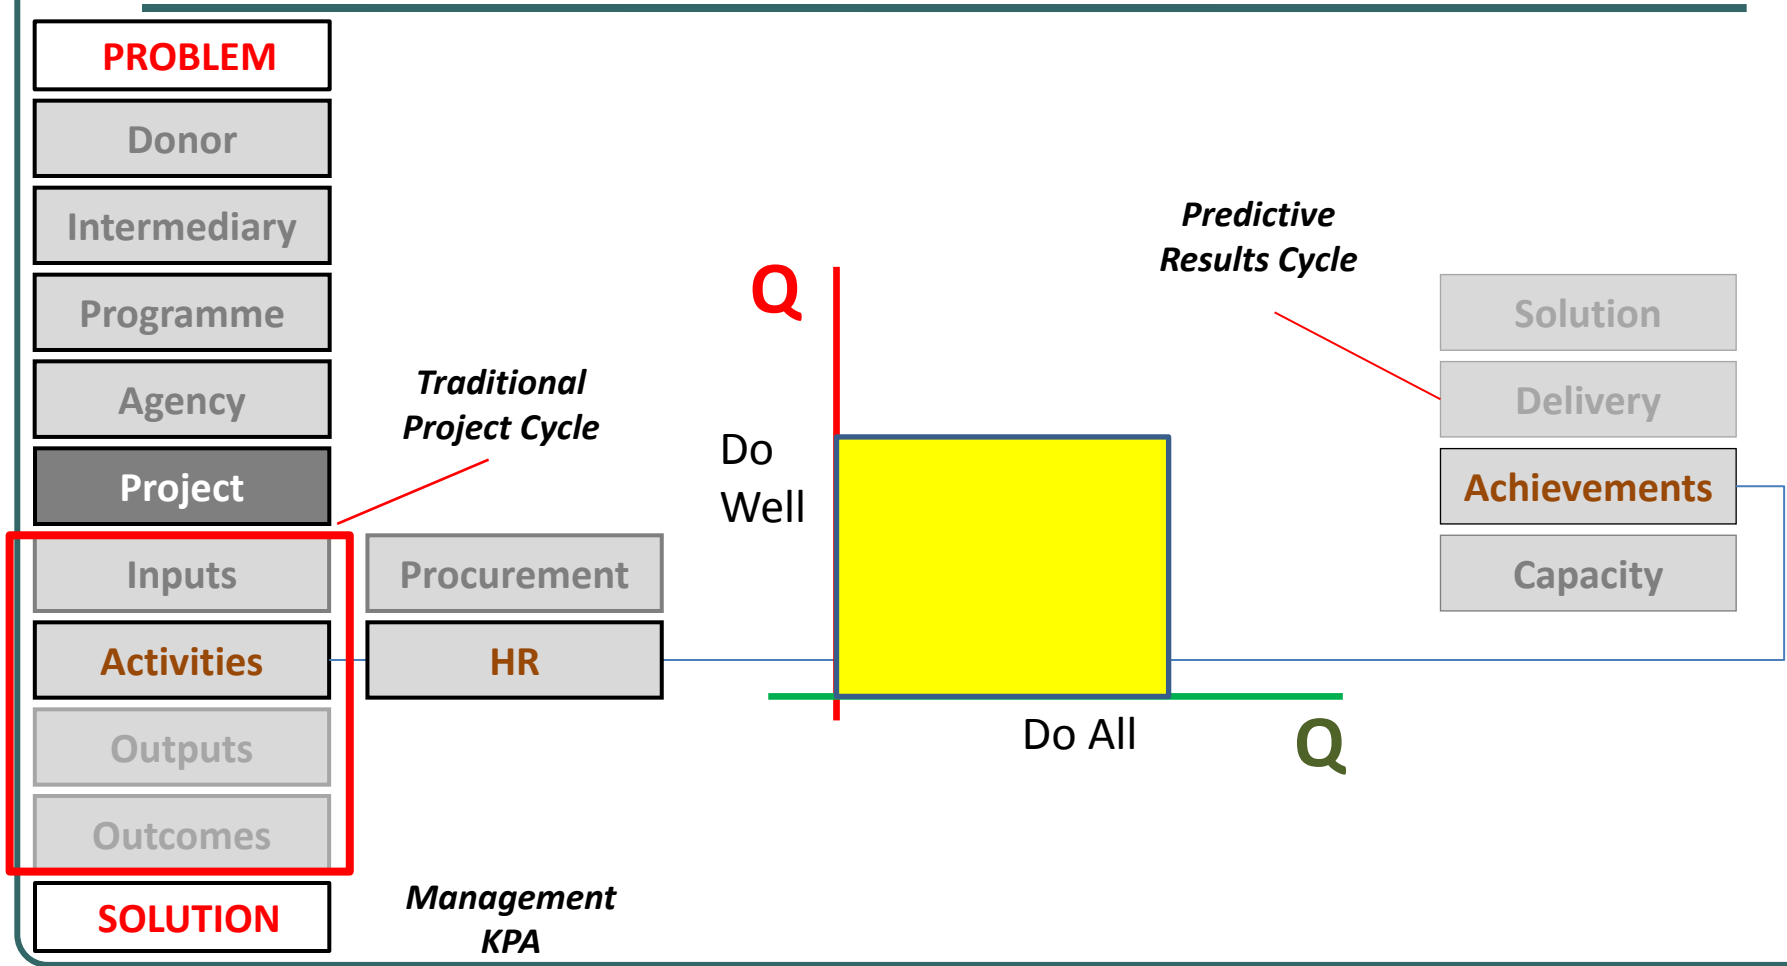 PROBLEM
Donor
Intermediary
Programme
Agency
Project
Inputs
Activities
Outputs
Outcomes
SOLUTION
Traditional
Project Cycle
Procurement
HR
Management
KPA
Q
Do
Well
Do All
Q
Predictive
Results Cycle
Solution
Delivery
Achievements
Capacity